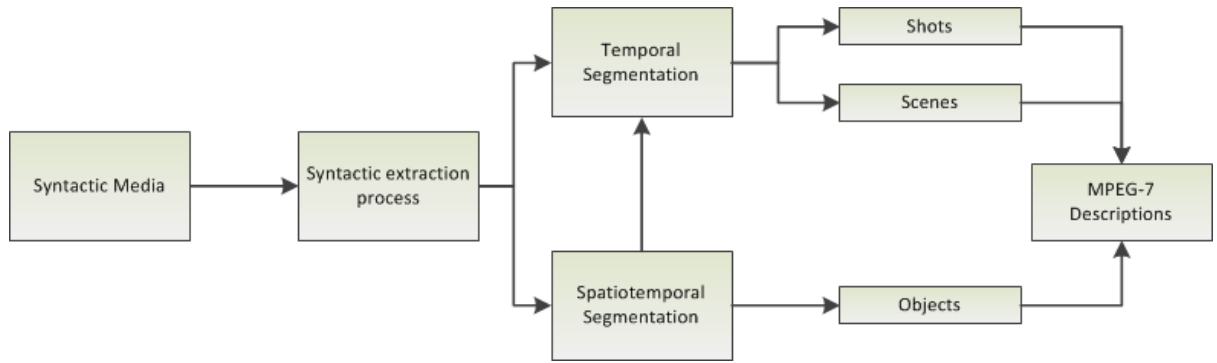 Syntactic Media
Syntactic extraction
process
Temporal
Segmentation
Spatiotemporal
Segmentation
Shots
Scenes
Objects
MPEG-7
Descriptions